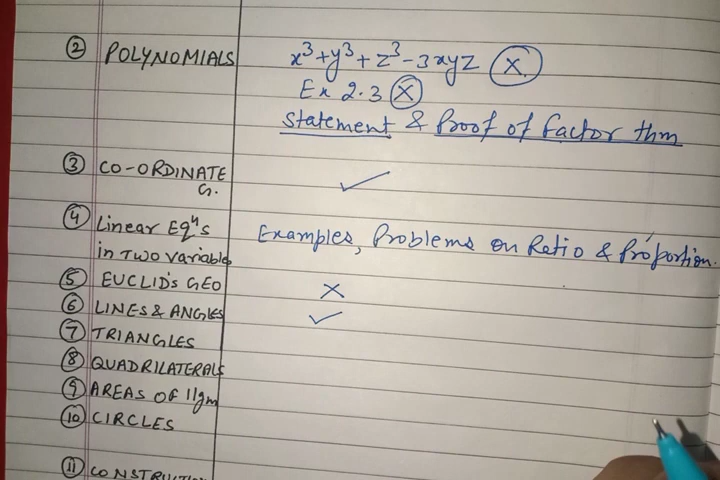 ② POLYNOMIALS x³+y³+z³-3xyz Ⓧ
Ex 2.3 Ⓧ
Statement & Proof of Factor thm
③ CO-ORDINATE ✓
G.
④ Linear Eqⁿs Examples, Problems on Ratio & Proportion.
in Two variables
⑤ EUCLID'S GEO X
⑥ LINES & ANGLES ✓
⑦ TRIANGLES
⑧ QUADRILATERALS
⑨ AREAS OF llgm
⑩ CIRCLES
⑪